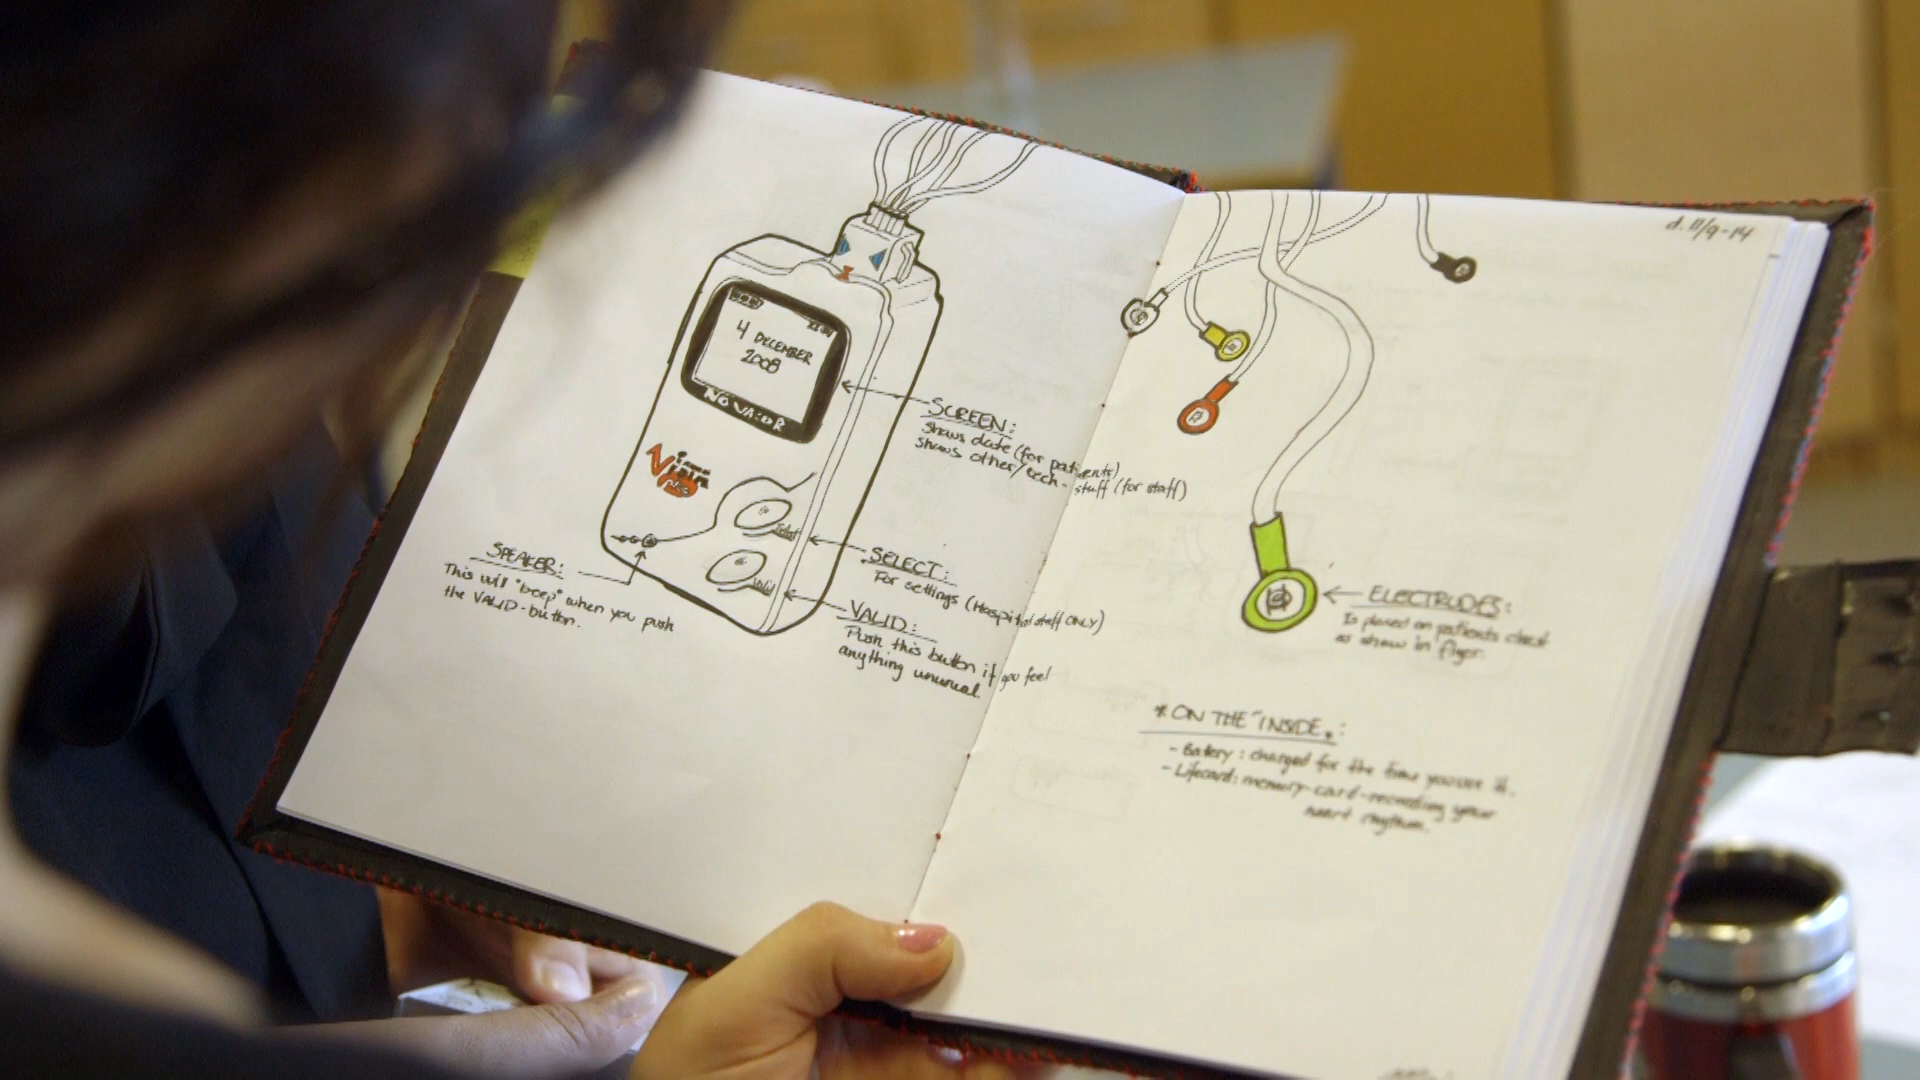 d. 11/9-14
4 DECEMBER
2008
SCREEN:
Shows date (for patients)
shows other/tech. stuff (for staff)
Select
SPEAKER:
This will "beep" when you push
the VALID-button.
SELECT:
For settings (Hospital staff ONLY)
Valid
VALID:
Push this button if you feel
anything unusual.
ELECTRODES:
Is placed on patients chest
as show in flyer.
*ON THE "INSIDE":
- Battery: charged for the time you use it.
- Lifecard: memory-card-recording your
heart rhythm.